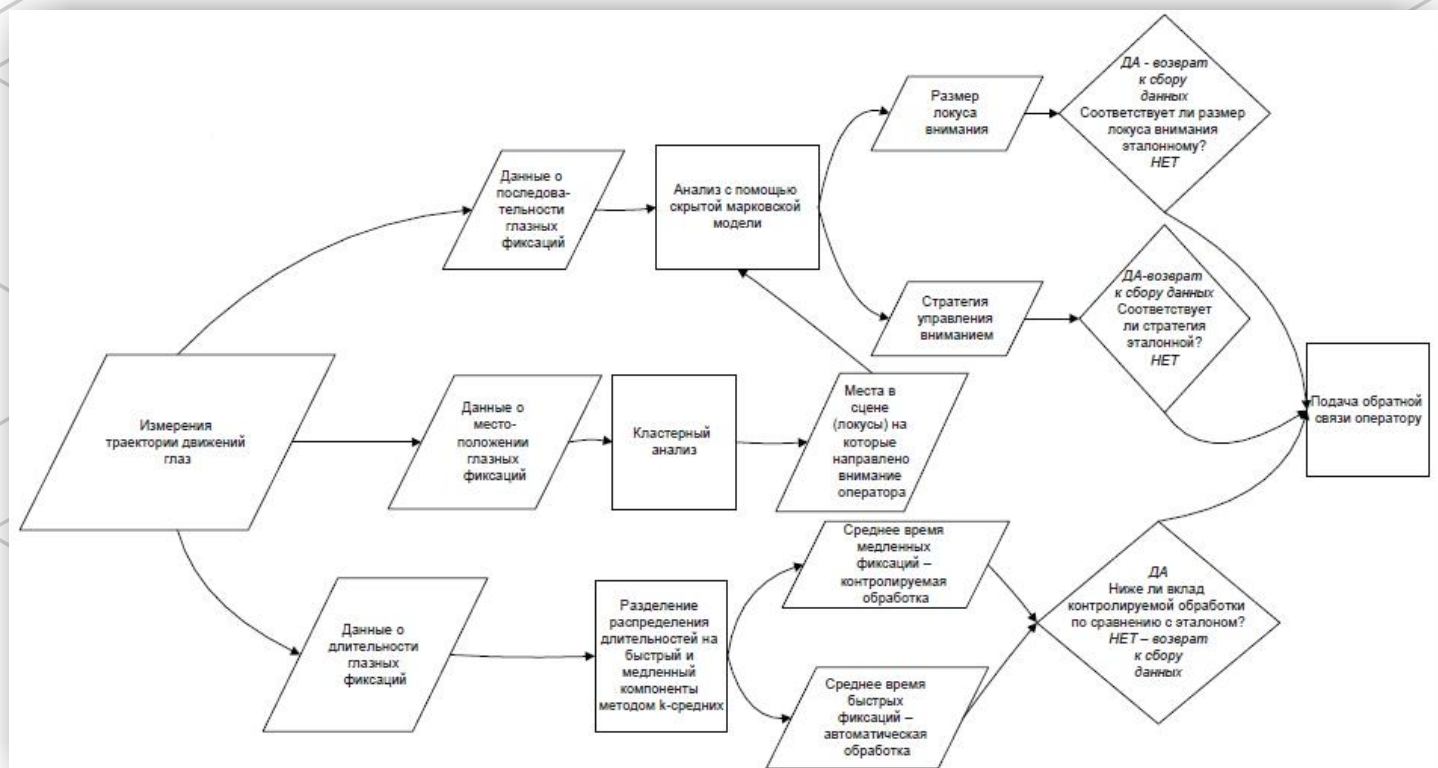 ДА - возврат
к сбору
данных
Соответствует ли размер
локуса внимания
эталонному?
НЕТ
Размер
локуса
внимания
Данные о
последова-
тельности
глазных
фиксаций
Анализ с помощью
скрытой марковской
модели
Стратегия
управления
вниманием
ДА-возврат
к сбору данных
Соответствует
ли стратегия
эталонной?
НЕТ
Измерения
траектории движений
глаз
Данные о
место-
положении
глазных
фиксаций
Кластерный
анализ
Места в
сцене
(локусы) на
которые
направлено
внимание
оператора
Подача обратной
связи оператору
Данные о
длительности
глазных
фиксаций
Разделение
распределения
длительностей на
быстрый и
медленный
компоненты
методом k-средних
Среднее время
медленных
фиксаций –
контролируемая
обработка
Среднее время
быстрых
фиксаций –
автоматическая
обработка
ДА
Ниже ли вклад
контролируемой обработки
по сравнению с эталоном?
НЕТ – возврат
к сбору
данных